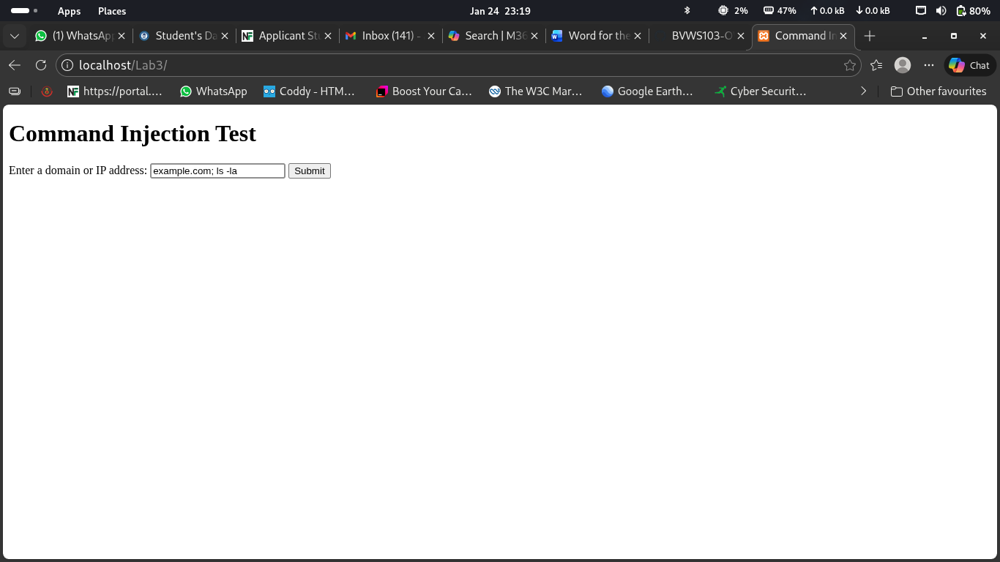 Apps Places Jan 24 23:19 2% 47% 0.0 kB 0.0 kB 80%
(1) WhatsApp Student's Da Applicant Stu Inbox (141) - Search | M36 Word for the BVWS103-O Command In
localhost/Lab3/ Chat
https://portal.... WhatsApp Coddy - HTM... Boost Your Ca... The W3C Mar... Google Earth... Cyber Securit... Other favourites
Command Injection Test
Enter a domain or IP address: example.com; ls -la Submit